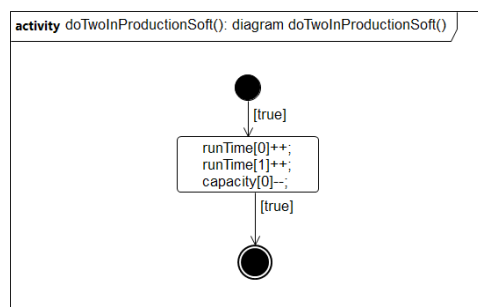 activity doTwoInProductionSoft(): diagram doTwoInProductionSoft()
[true]
runTime[0]++;
runTime[1]++;
capacity[0]--;
[true]